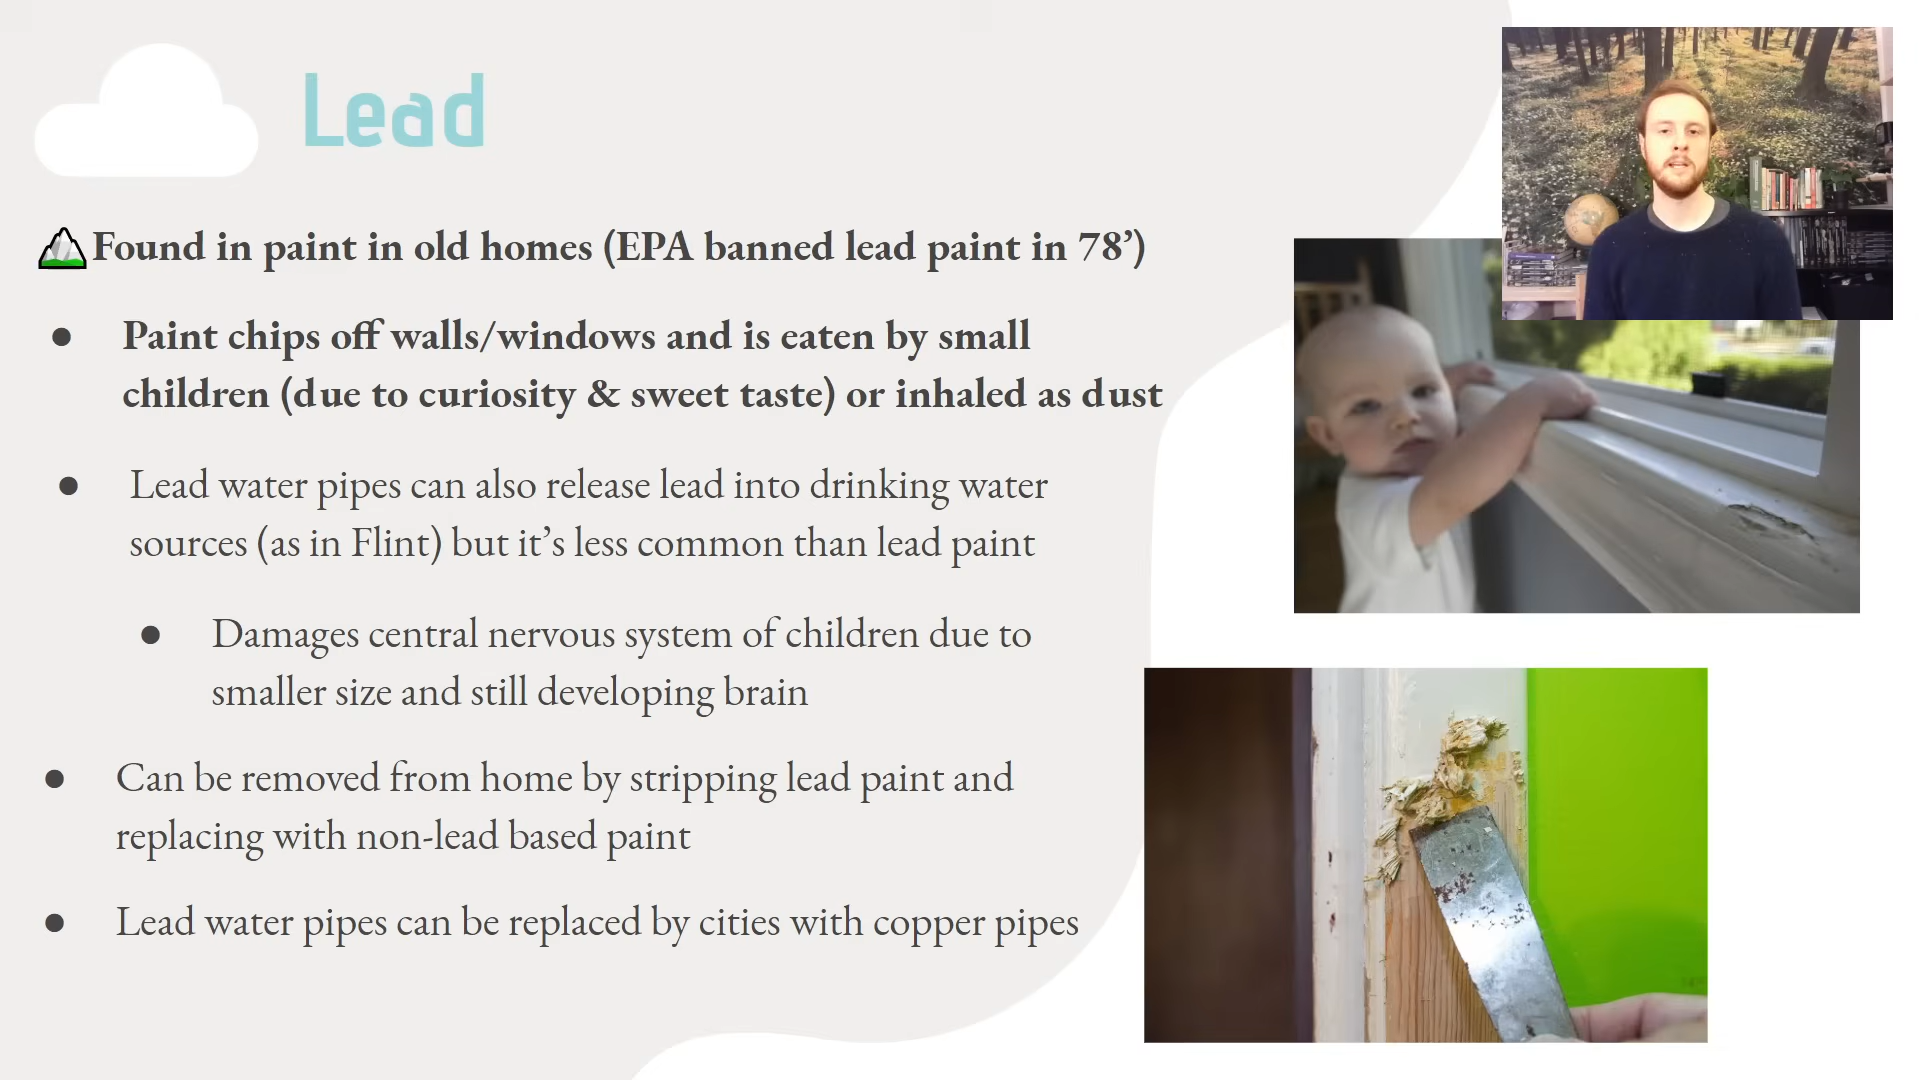 Lead
Found in paint in old homes (EPA banned lead paint in 78’)
● Paint chips off walls/windows and is eaten by small
children (due to curiosity & sweet taste) or inhaled as dust
● Lead water pipes can also release lead into drinking water
sources (as in Flint) but it’s less common than lead paint
● Damages central nervous system of children due to
smaller size and still developing brain
● Can be removed from home by stripping lead paint and
replacing with non-lead based paint
● Lead water pipes can be replaced by cities with copper pipes